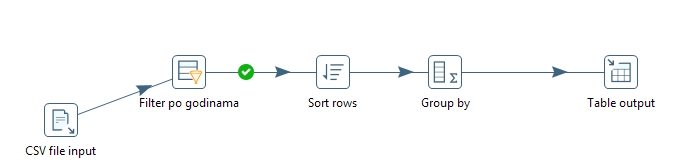 Filter po godinama
Sort rows
Group by
Table output
CSV file input